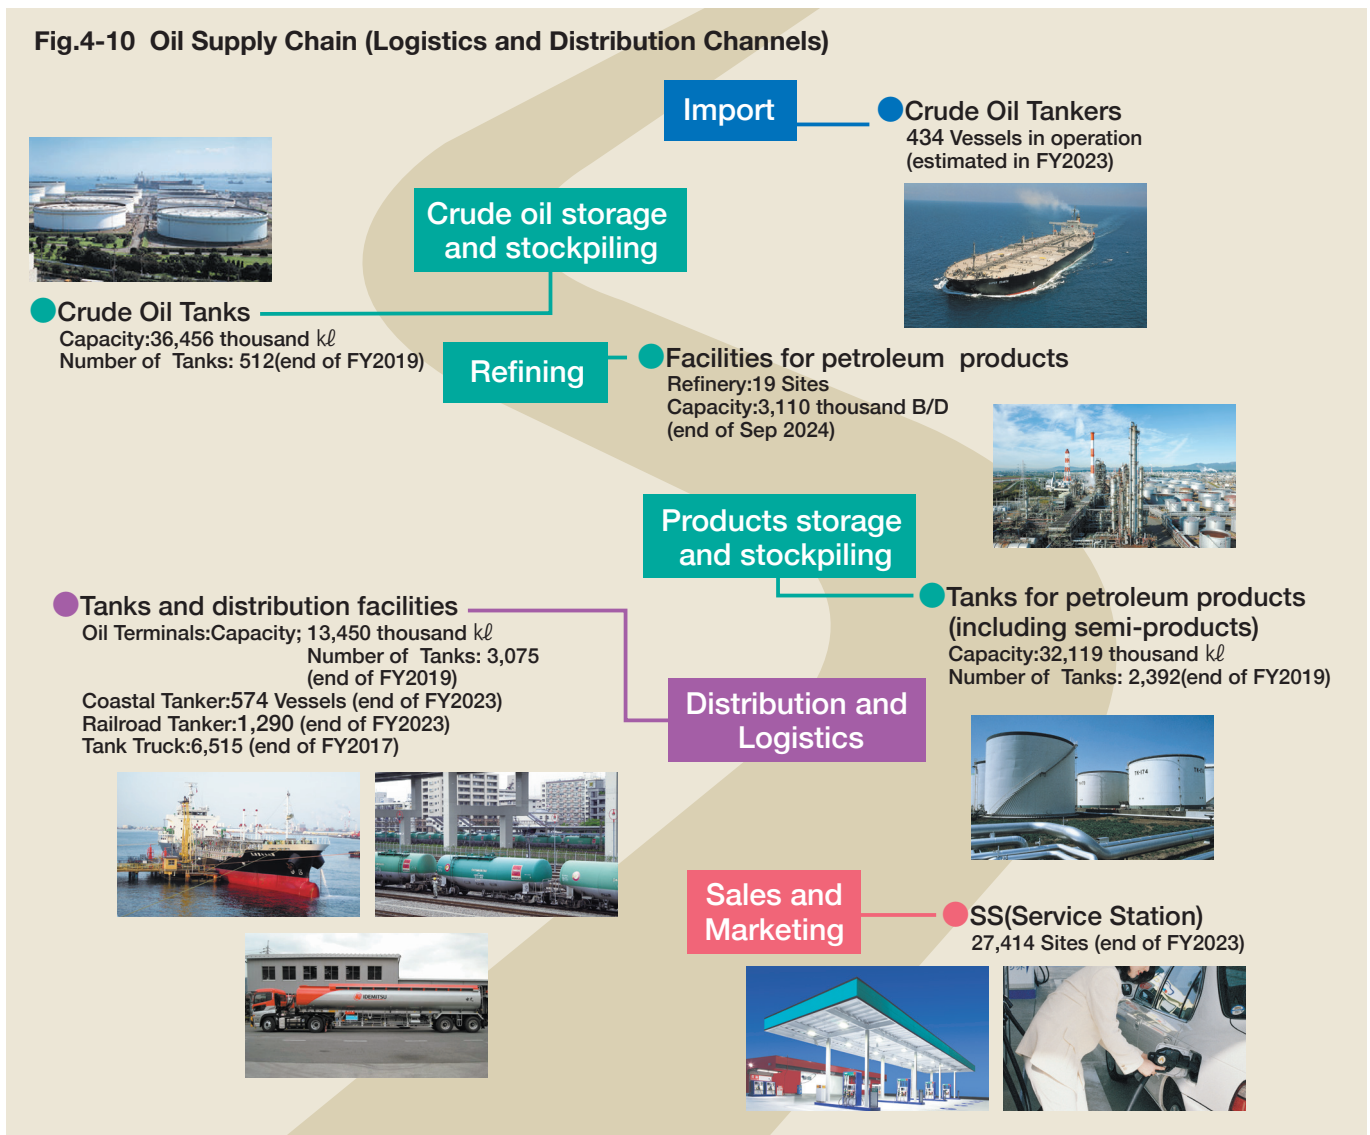 Fig.4-10 Oil Supply Chain (Logistics and Distribution Channels)
Import
Crude Oil Tankers
434 Vessels in operation
(estimated in FY2023)
Crude oil storage
and stockpiling
Crude Oil Tanks
Capacity:36,456 thousand kℓ
Number of Tanks: 512(end of FY2019)
Refining
Facilities for petroleum products
Refinery:19 Sites
Capacity:3,110 thousand B/D
(end of Sep 2024)
Products storage
and stockpiling
Tanks for petroleum products
(including semi-products)
Capacity:32,119 thousand kℓ
Number of Tanks: 2,392(end of FY2019)
Tanks and distribution facilities
Oil Terminals:Capacity; 13,450 thousand kℓ
Number of Tanks: 3,075
(end of FY2019)
Coastal Tanker:574 Vessels (end of FY2023)
Railroad Tanker:1,290 (end of FY2023)
Tank Truck:6,515 (end of FY2017)
Distribution and
Logistics
IDEMITSU
Sales and
Marketing
SS(Service Station)
27,414 Sites (end of FY2023)